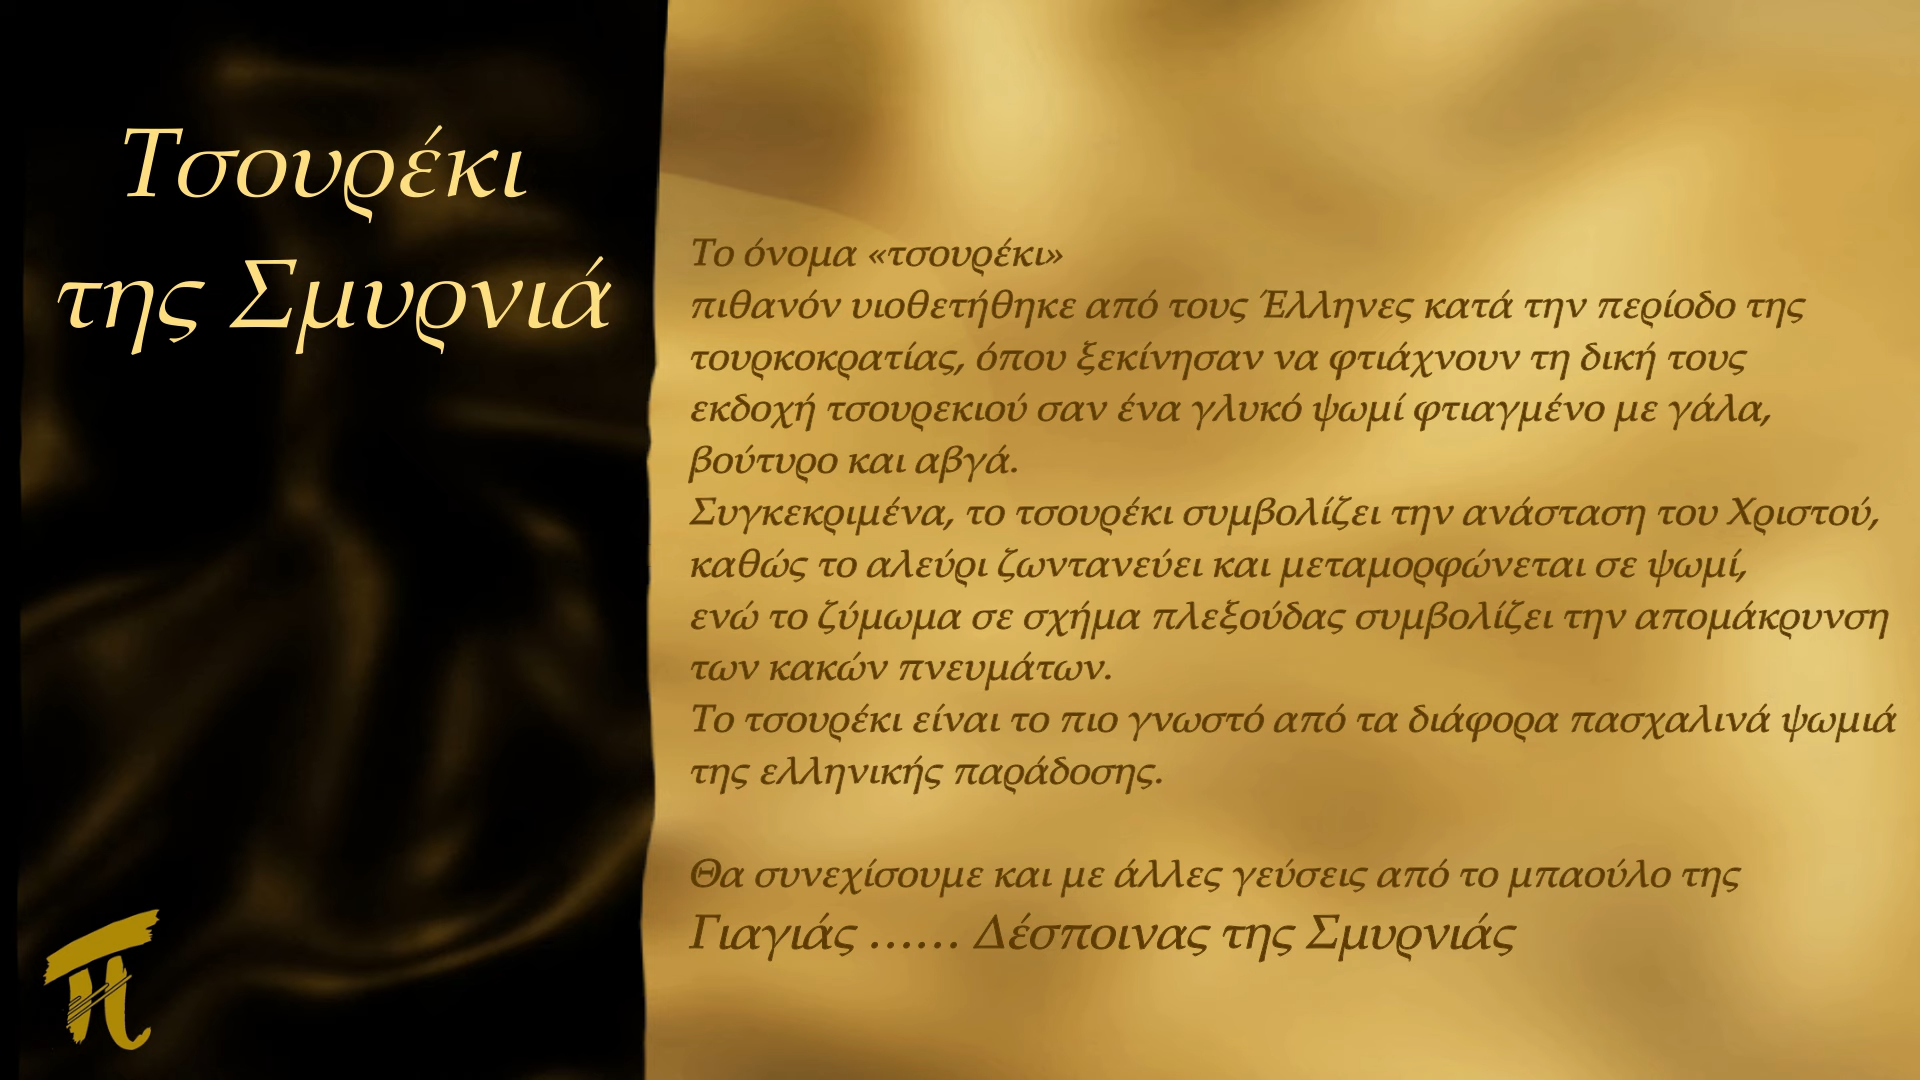 Τσουρέκι
της Σμυρνιά
Το όνομα «τσουρέκι»
πιθανόν υιοθετήθηκε από τους Έλληνες κατά την περίοδο της
τουρκοκρατίας, όπου ξεκίνησαν να φτιάχνουν τη δική τους
εκδοχή τσουρεκιού σαν ένα γλυκό ψωμί φτιαγμένο με γάλα,
βούτυρο και αβγά.
Συγκεκριμένα, το τσουρέκι συμβολίζει την ανάσταση του Χριστού,
καθώς το αλεύρι ζωντανεύει και μεταμορφώνεται σε ψωμί,
ενώ το ζύμωμα σε σχήμα πλεξούδας συμβολίζει την απομάκρυνση
των κακών πνευμάτων.
Το τσουρέκι είναι το πιο γνωστό από τα διάφορα πασχαλινά ψωμιά
της ελληνικής παράδοσης.
Θα συνεχίσουμε και με άλλες γεύσεις από το μπαούλο της
Γιαγιάς …… Δέσποινας της Σμυρνιάς
π